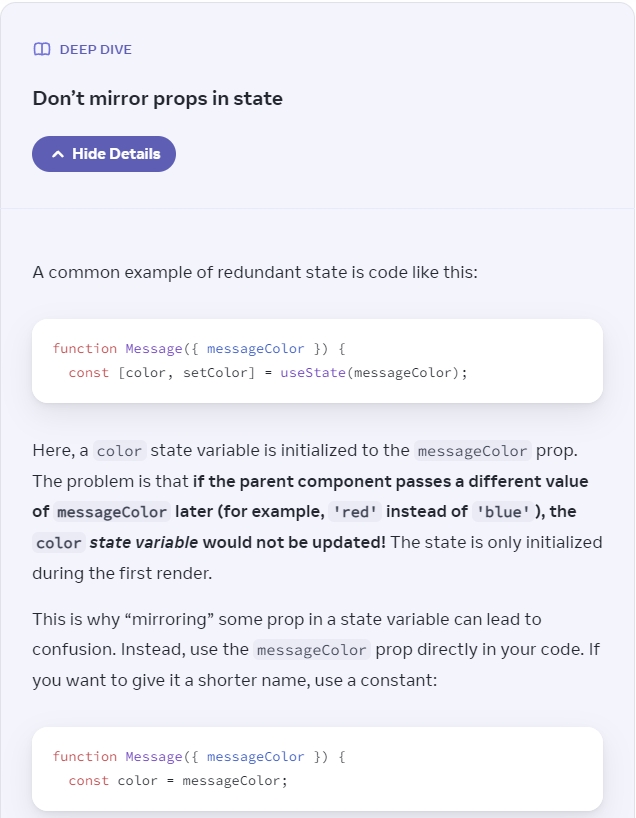 DEEP DIVE
Don’t mirror props in state
Hide Details
A common example of redundant state is code like this:
function Message({ messageColor }) {
  const [color, setColor] = useState(messageColor);
Here, a color state variable is initialized to the messageColor prop.
The problem is that if the parent component passes a different value
of messageColor later (for example, 'red' instead of 'blue'), the
color state variable would not be updated! The state is only initialized
during the first render.
This is why “mirroring” some prop in a state variable can lead to
confusion. Instead, use the messageColor prop directly in your code. If
you want to give it a shorter name, use a constant:
function Message({ messageColor }) {
  const color = messageColor;